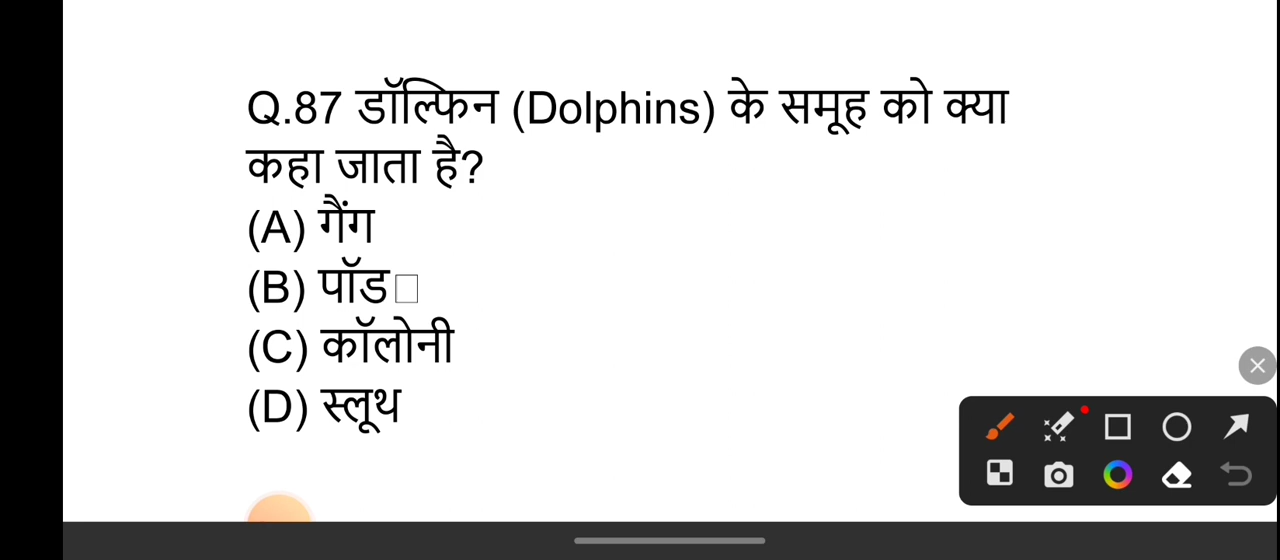 Q.87 डॉल्फिन (Dolphins) के समूह को क्या
कहा जाता है?
(A) गैंग
(B) पॉड
(C) कॉलोनी
(D) स्लूथ